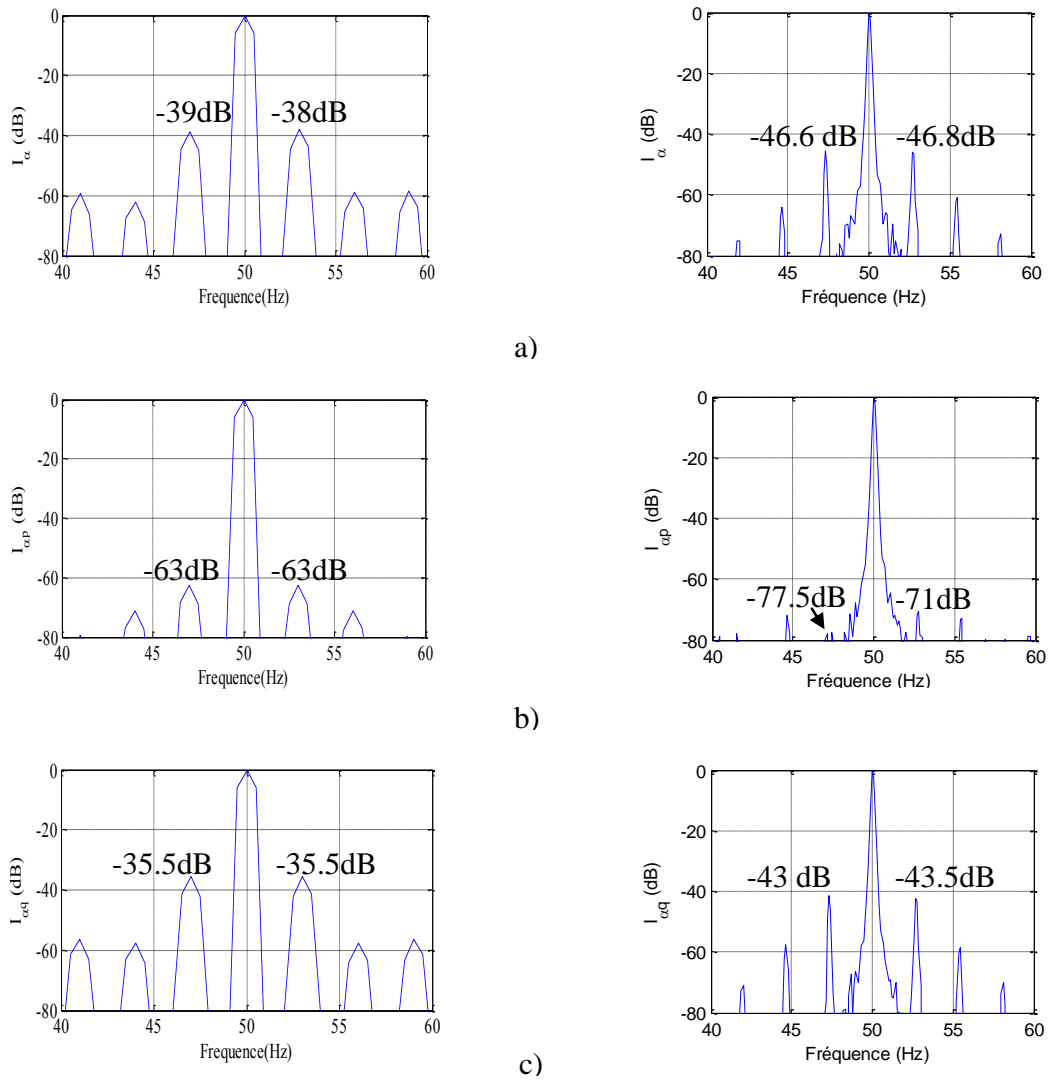 0
-20
-40
-60
-80
I_α (dB)
-39dB
-38dB
40 45 50 55 60
Frequence(Hz)
0
-20
-40
-60
-80
I_α (dB)
-46.6 dB
-46.8dB
40 45 50 55 60
Fréquence (Hz)
a)
0
-20
-40
-60
-80
I_αp (dB)
-63dB
-63dB
40 45 50 55 60
Frequence(Hz)
0
-20
-40
-60
-80
I_αp (dB)
-77.5dB
-71dB
40 45 50 55 60
Fréquence (Hz)
b)
0
-20
-40
-60
-80
I_αq (dB)
-35.5dB
-35.5dB
40 45 50 55 60
Frequence(Hz)
0
-20
-40
-60
-80
I_αq (dB)
-43 dB
-43.5dB
40 45 50 55 60
Fréquence (Hz)
c)